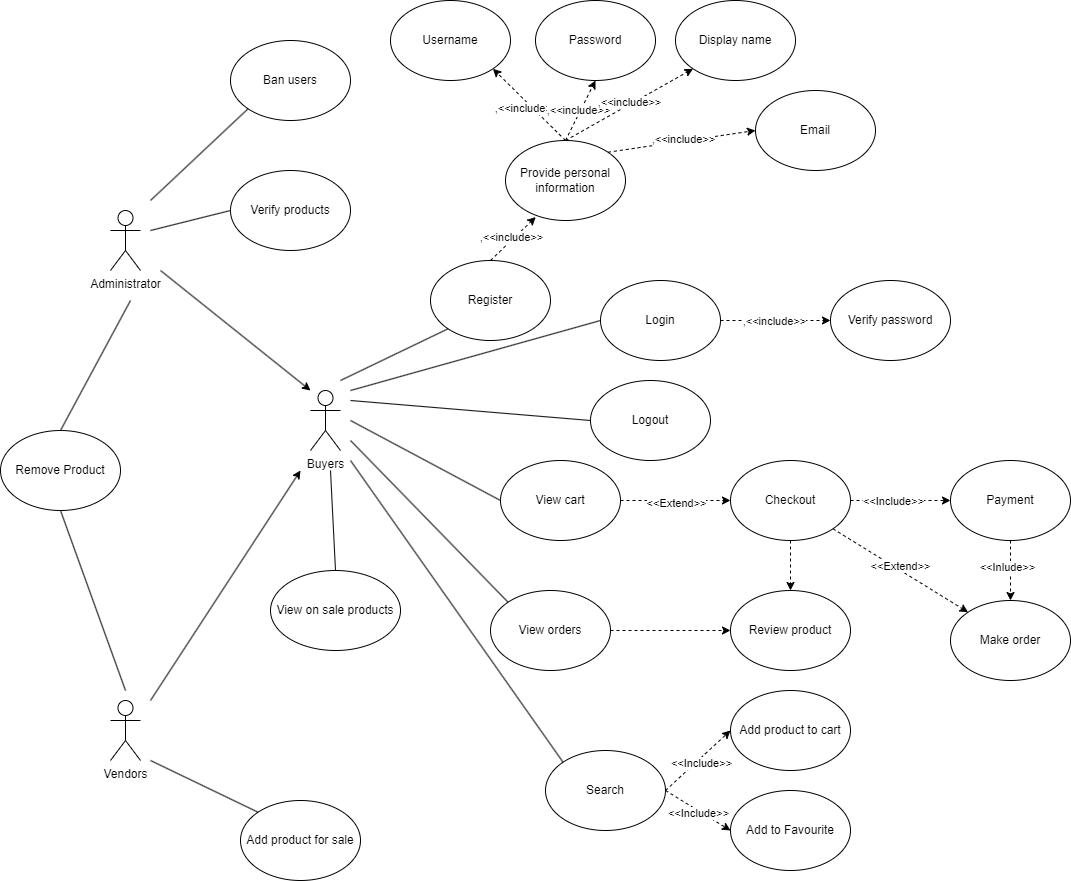 Username
Password
Display name
Ban users
,<<include
,<<include>>
,<<include>>
Email
,<<include>>
Provide personal
information
Verify products
,<<include>>
Administrator
Register
Login
,<<include>>
Verify password
Logout
Buyers
Remove Product
View cart
<<Extend>>
Checkout
<<Include>>
Payment
<<Extend>>
<<Inlude>>
View on sale products
View orders
Review product
Make order
Add product to cart
<<Include>>
Vendors
Search
<<Include>>
Add to Favourite
Add product for sale